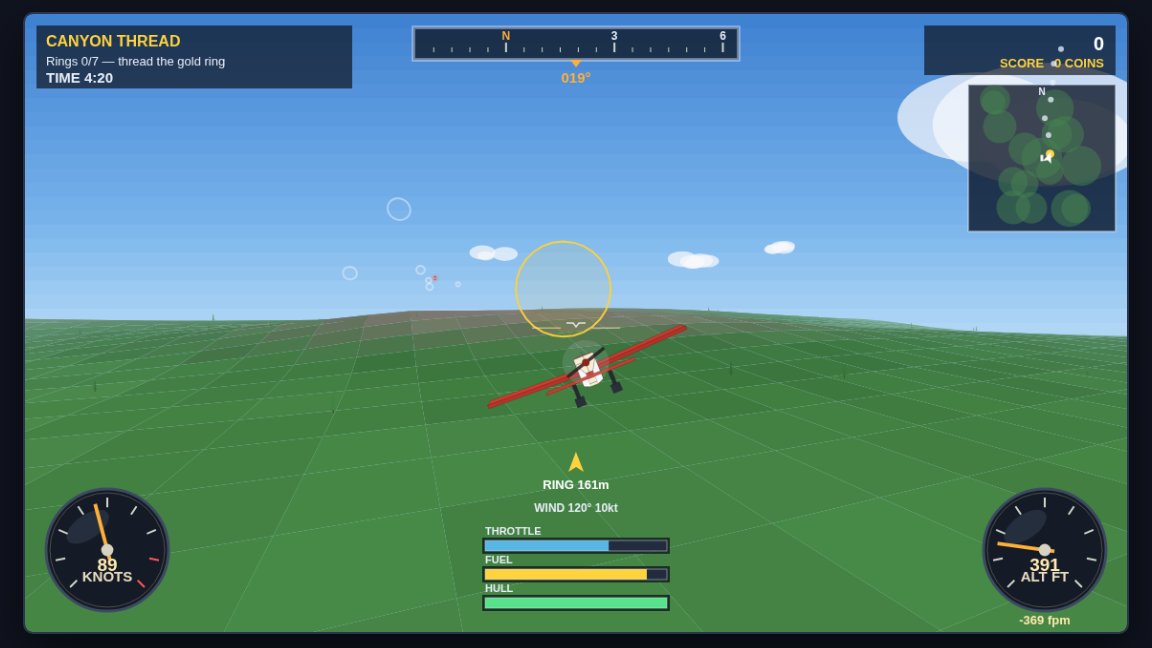 CANYON THREAD
Rings 0/7 — thread the gold ring
TIME 4:20
N 3 6
019°
0
SCORE 0 COINS
N
RING 161m
WIND 120° 10kt
THROTTLE
FUEL
HULL
89
KNOTS
391
ALT FT
-369 fpm